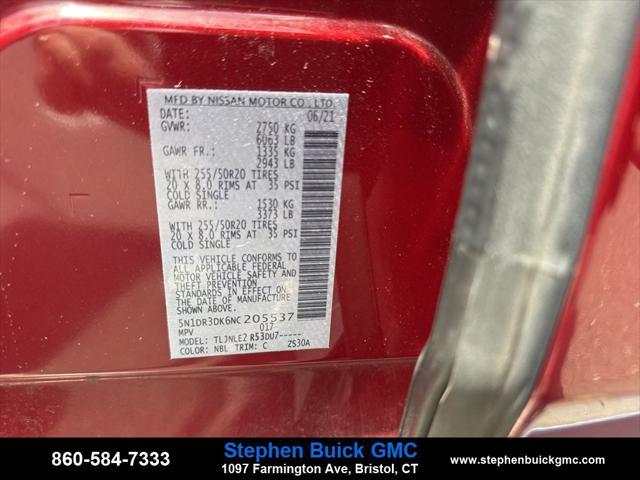 MFD BY NISSAN MOTOR CO., LTD.
DATE: 06/21
GVWR: 2750 KG
6063 LB
GAWR FR.: 1335 KG
2943 LB
WITH 255/50R20 TIRES
20 X 8.0 RIMS AT 35 PSI
COLD SINGLE
GAWR RR.: 1530 KG
3373 LB
WITH 255/50R20 TIRES
20 X 8.0 RIMS AT 35 PSI
COLD SINGLE
THIS VEHICLE CONFORMS TO
ALL APPLICABLE FEDERAL
MOTOR VEHICLE SAFETY AND
THEFT PREVENTION
STANDARDS IN EFFECT ON
THE DATE OF MANUFACTURE
SHOWN ABOVE.
5N1DR3DK6NC205537
MPV 017
MODEL: TLJNLE2 R53DU7-----
COLOR: NBL TRIM: C ZS30A
860-584-7333
Stephen Buick GMC
1097 Farmington Ave, Bristol, CT
www.stephenbuickgmc.com